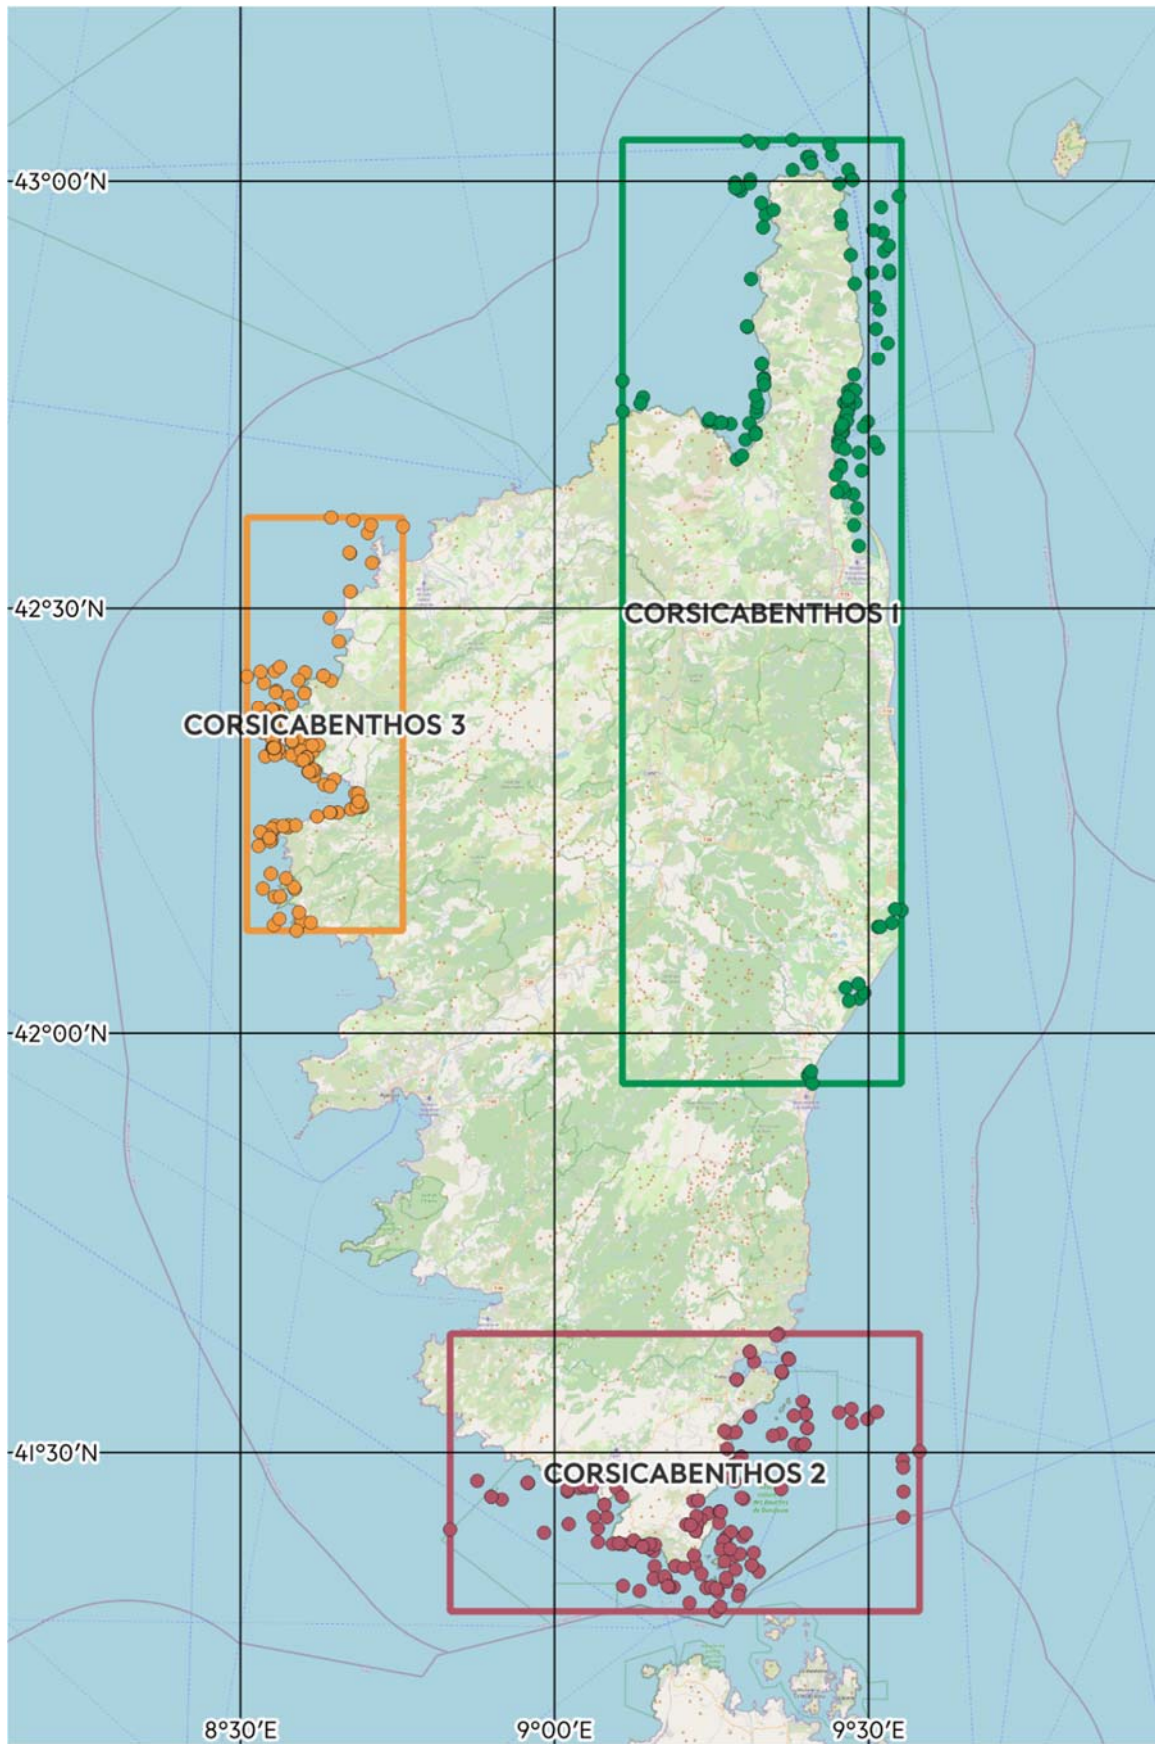 43°00′N
42°30′N
CORSICABENTHOS 1
CORSICABENTHOS 3
42°00′N
41°30′N
CORSICABENTHOS 2
8°30′E
9°00′E
9°30′E